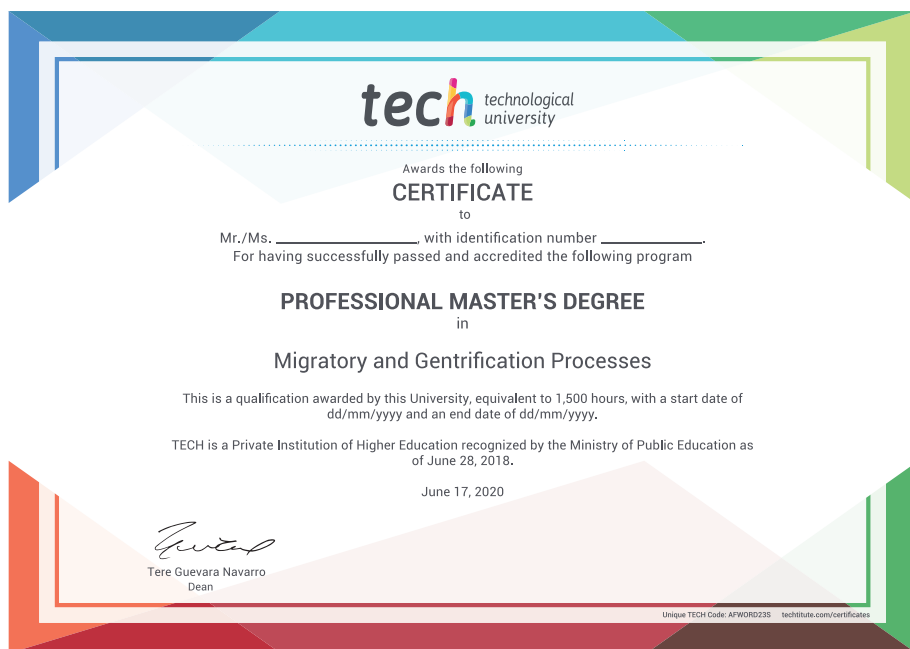 tech technological
university
Awards the following
CERTIFICATE
to
Mr./Ms. ____________________, with identification number ______________.
For having successfully passed and accredited the following program
PROFESSIONAL MASTER'S DEGREE
in
Migratory and Gentrification Processes
This is a qualification awarded by this University, equivalent to 1,500 hours, with a start date of
dd/mm/yyyy and an end date of dd/mm/yyyy.
TECH is a Private Institution of Higher Education recognized by the Ministry of Public Education as
of June 28, 2018.
June 17, 2020
Tere Guevara Navarro
Dean
Unique TECH Code: AFWORD23S techtitute.com/certificates